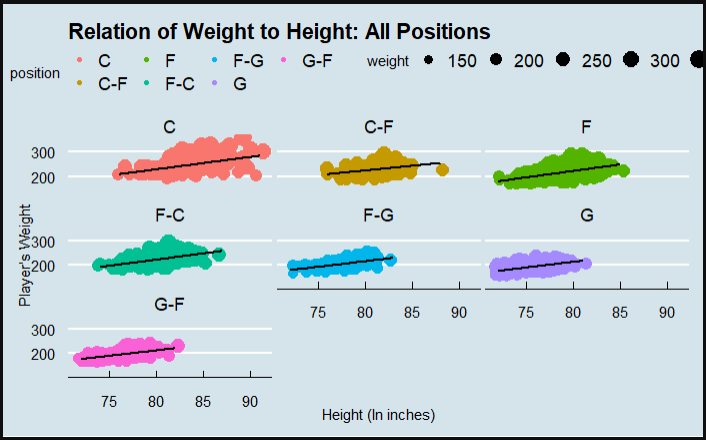 Relation of Weight to Height: All Positions
position C F F-G G-F weight 150 200 250 300
C-F F-C G
C C-F F
300
200
F-C F-G G
300
200
Player's Weight
75 80 85 90 75 80 85 90
G-F
300
200
75 80 85 90
Height (In inches)